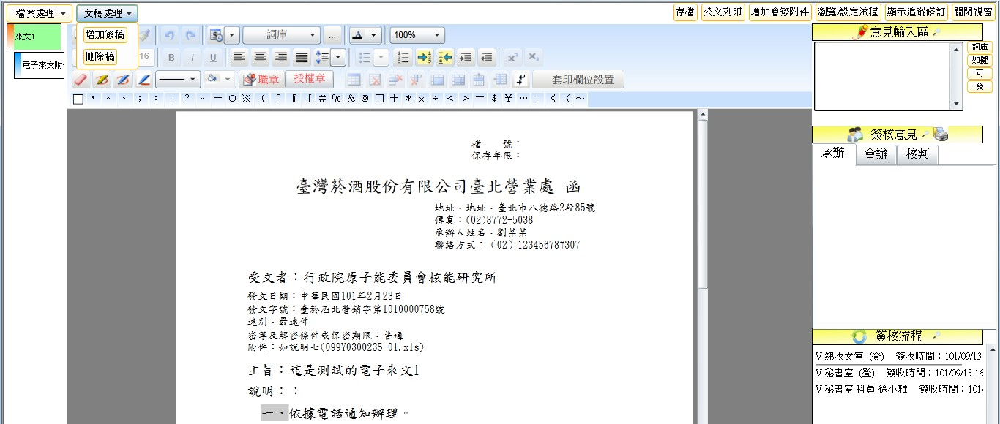 檔案處理 文稿處理 存檔 公文列印 增加會簽附件 瀏覽/設定流程 顯示追蹤修訂 關閉視窗
來文1 增加簽稿 詞庫 ... A 100% 意見輸入區
刪除稿 16 B I U 詞庫
電子來文附 如擬
可
職章 授權章 套印欄位設置 發
□ , 。 、 ; : ! ? ˇ — ○ ※ ( 「 『 【 # % & ◎ □ + * × ÷ < > = $ ¥ … | 《 〈 ~
簽核意見
承辦 會辦 核判
檔　　號：
保存年限：
臺灣菸酒股份有限公司臺北營業處 函
地址：地址：臺北市八德路2段85號
傳真：(02)8772-5038
承辦人姓名：劉某某
聯絡方式：（02）12345678#307
受文者：行政院原子能委員會核能研究所
發文日期：中華民國101年2月23日
發文字號：臺菸酒北營銷字第1010000758號
速別：最速件
密等及解密條件或保密期限：普通
附件：如說明七(099Y0300235-01.xls)
主旨：這是測試的電子來文1
說明：：
一、依據電話通知辦理。
簽核流程
V 總收文室 (登) 簽收時間：101/09/13
V 秘書室 (登) 簽收時間：101/09/13 16
V 秘書室 科員 徐小雅 簽收時間：101/